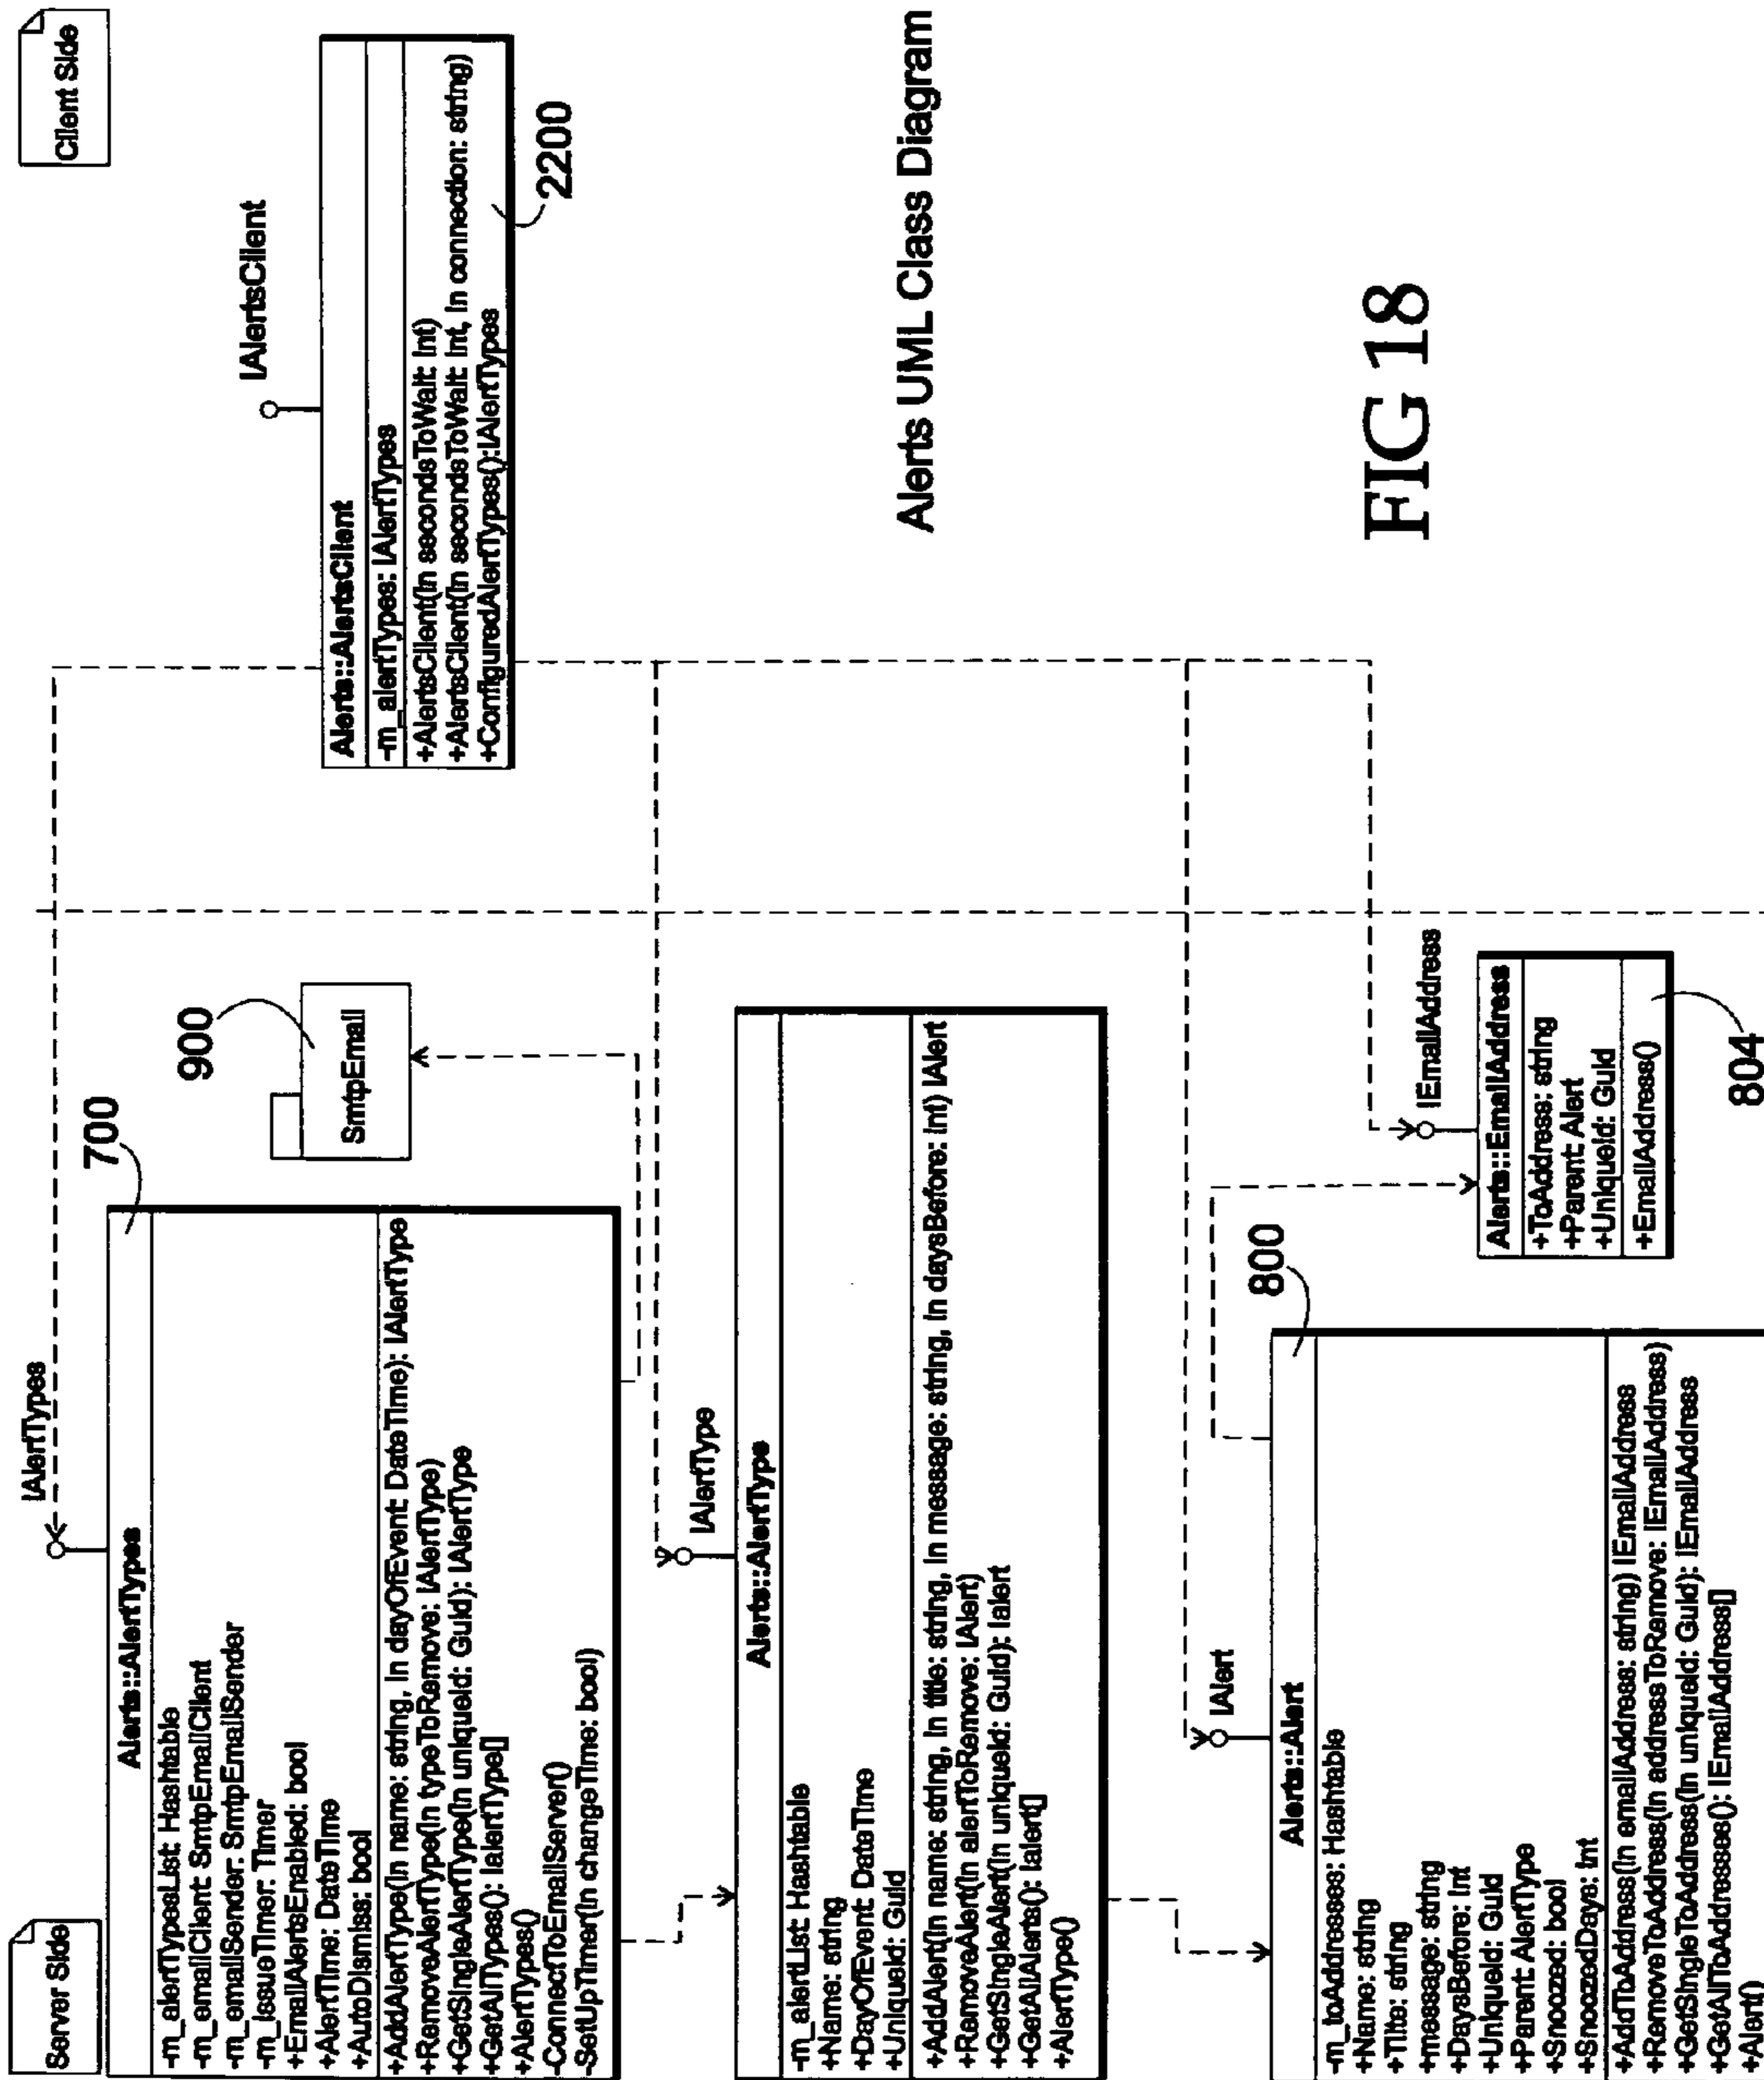 Server Side
IAlertTypes
Alerts::AlertTypes
-m_alertTypesList: Hashtable
-m_emailClient: SmtpEmailClient
-m_emailSender: SmtpEmailSender
-m_issueTimer: Timer
+EmailAlertsEnabled: bool
+AlertTime: DateTime
+AutoDismiss: bool
+AddAlertType(in name: string, in dayOfEvent: DateTime): IAlertType
+RemoveAlertType(in typeToRemove: IAlertType)
+GetSingleAlertType(in uniqueId: Guid): IAlertType
+GetAlTypes(): IalertType[]
+AlertTypes()
-ConnectToEmailServer()
-SetUpTimer(in changeTime: bool)
700
900
SmtpEmail
IAlertType
Alerts::AlertType
-m_alertList: Hashtable
+Name: string
+DayOfEvent: DateTime
+UniqueId: Guid
+AddAlert(in name: string, in title: string, in message: string, in daysBefore: int) IAlert
+RemoveAlert(in alertToRemove: IAlert)
+GetSingleAlert(in uniqueId: Guid): Ialert
+GetAllAlerts(): Ialert[]
+AlertType()
IAlert
800
Alerts::Alert
-m_toAddresses: Hashtable
+Name: string
+Title: string
+message: string
+DaysBefore: int
+UniqueId: Guid
+Parent: AlertType
+Snoozed: bool
+SnoozedDays: int
+AddToAddress(in emailAddress: string) IEmailAddress
+RemoveToAddress(in addressToRemove: IEmailAddress)
+GetSingleToAddress(in uniqueId: Guid): IEmailAddress
+GetAlToAddresses(): IEmailAddress[]
+Alert()
IEmailAddress
Alerts::EmailAddress
+ToAddress: string
+Parent: Alert
+UniqueId: Guid
+EmailAddress()
804
Client Side
IAlertsClient
Alerts::AlertsClient
-m_alertTypes: IAlertTypes
+AlertsClient(in secondsToWait: int)
+AlertsClient(in secondsToWait: int, in connection: string)
+ConfiguredAlertTypes():IAlertTypes
2200
Alerts UML Class Diagram
FIG 18